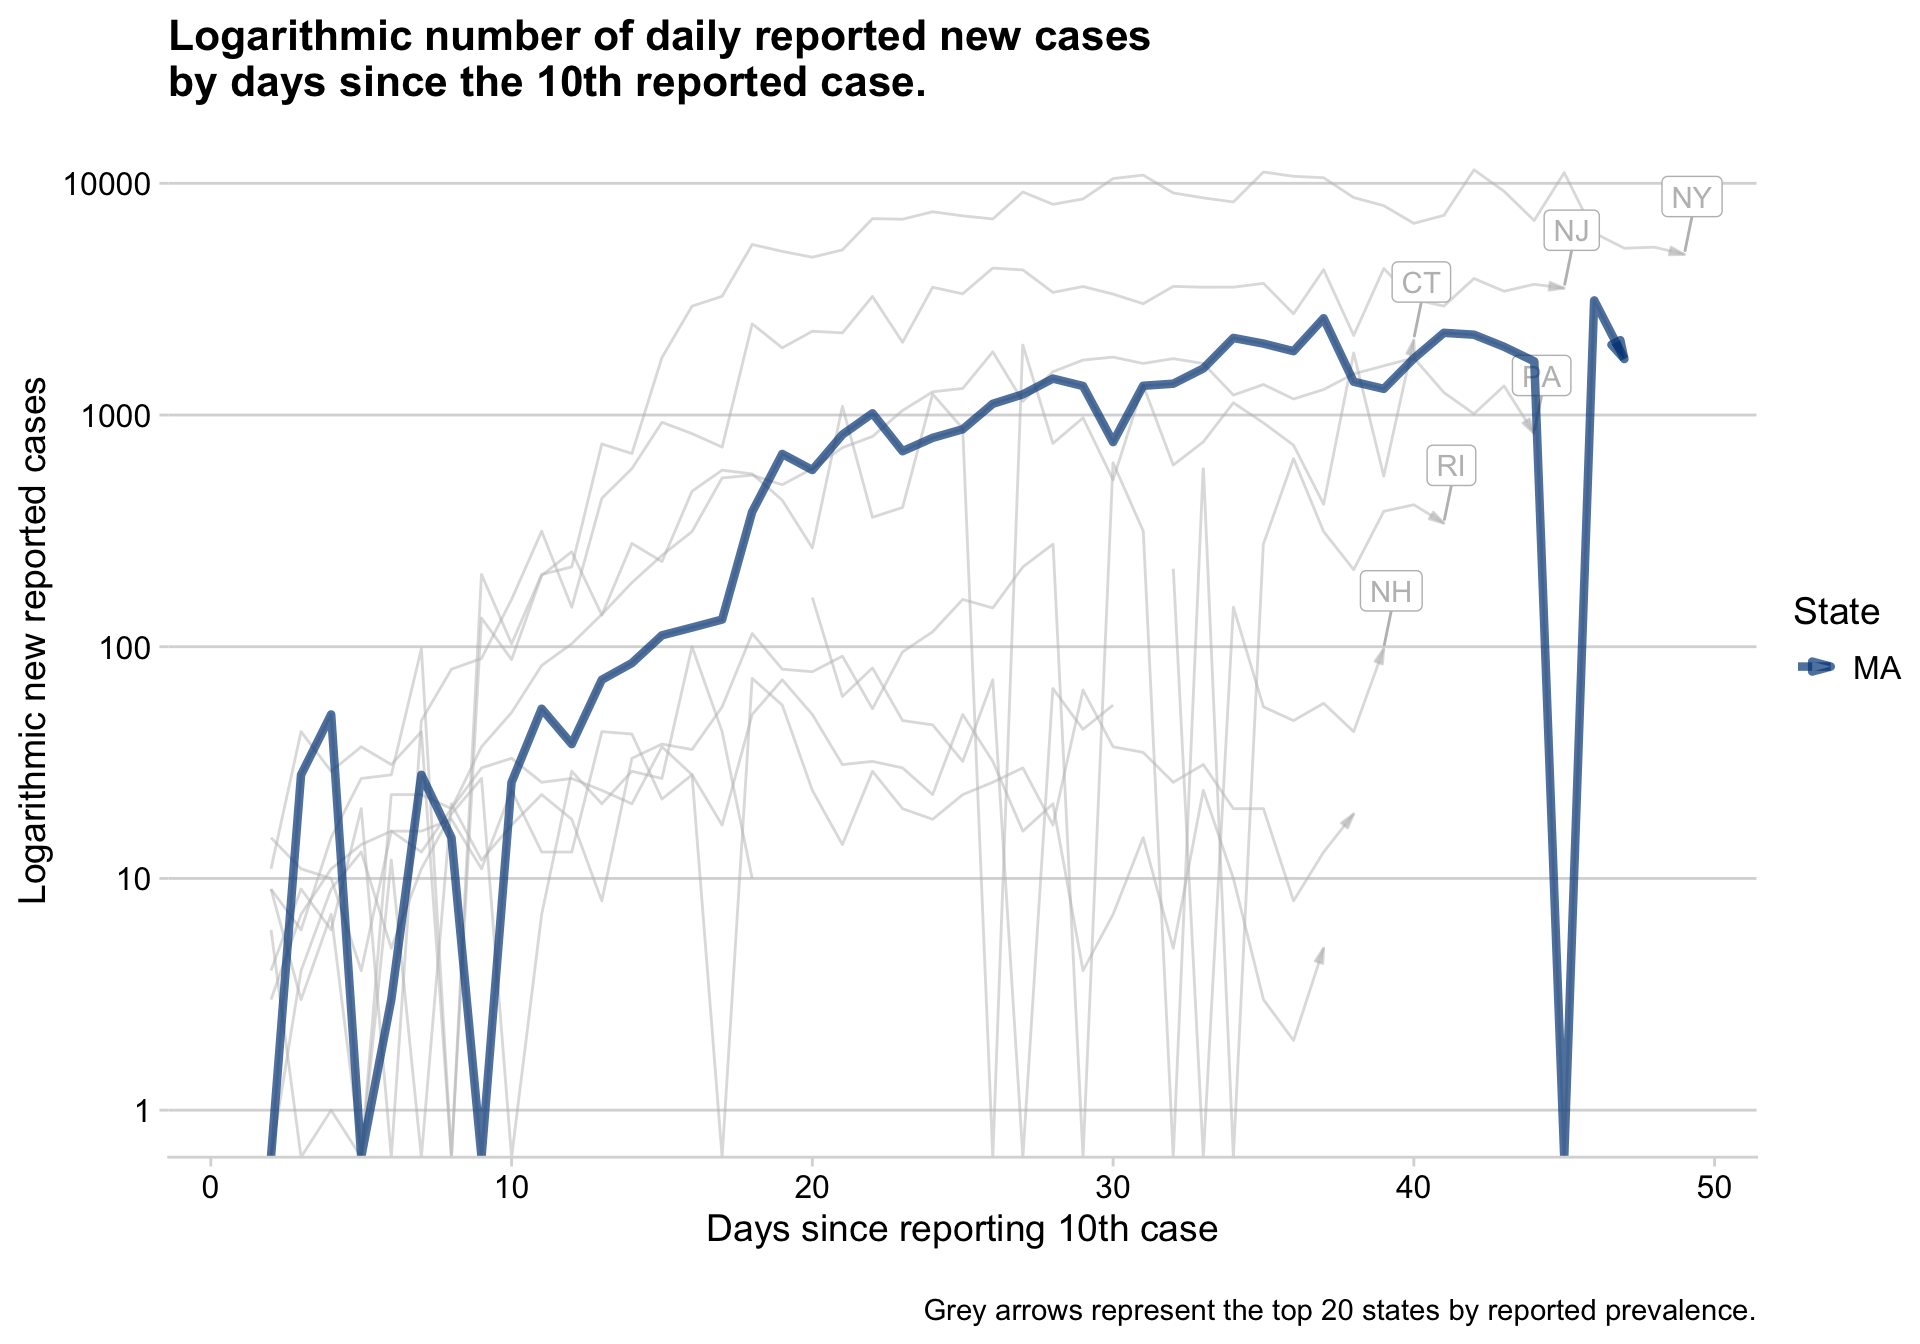 Logarithmic number of daily reported new cases
by days since the 10th reported case.
Logarithmic new reported cases
10000
1000
100
10
1
NY
NJ
CT
PA
RI
NH
State
MA
0 10 20 30 40 50
Days since reporting 10th case
Grey arrows represent the top 20 states by reported prevalence.